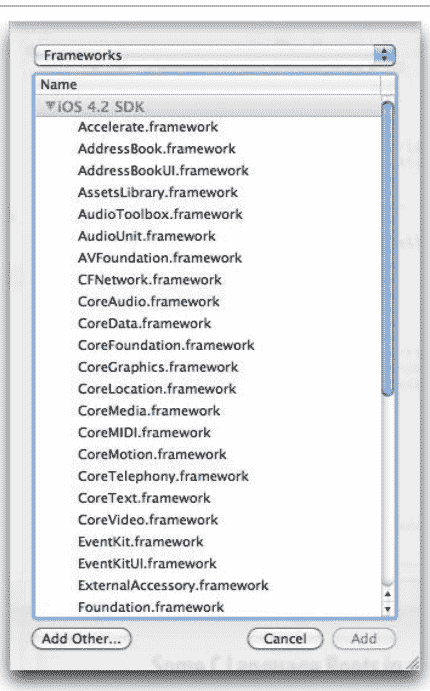 Frameworks
Name
iOS 4.2 SDK
Accelerate.framework
AddressBook.framework
AddressBookUI.framework
AssetsLibrary.framework
AudioToolbox.framework
AudioUnit.framework
AVFoundation.framework
CFNetwork.framework
CoreAudio.framework
CoreData.framework
CoreFoundation.framework
CoreGraphics.framework
CoreLocation.framework
CoreMedia.framework
CoreMIDI.framework
CoreMotion.framework
CoreTelephony.framework
CoreText.framework
CoreVideo.framework
EventKit.framework
EventKitUI.framework
ExternalAccessory.framework
Foundation.framework
Add Other... Cancel Add